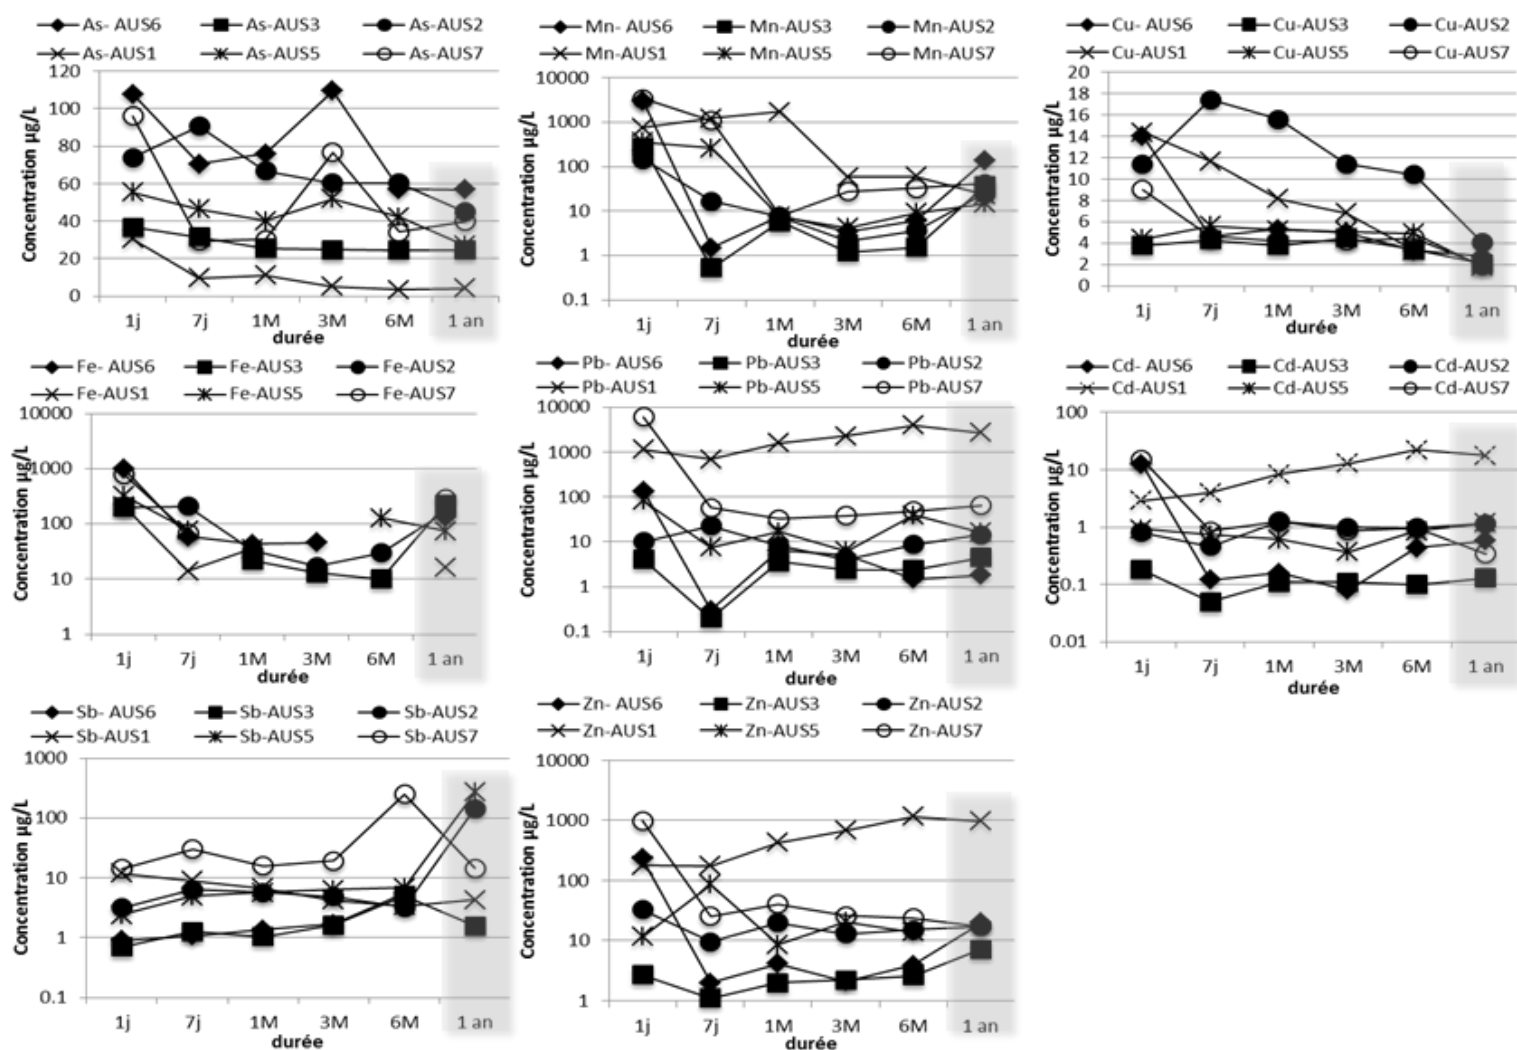 As- AUS6 As-AUS3 As-AUS2
As-AUS1 As-AUS5 As-AUS7
Concentration µg/L
120
100
80
60
40
20
0
1j 7j 1M 3M 6M 1 an
durée
Mn- AUS6 Mn-AUS3 Mn-AUS2
Mn-AUS1 Mn-AUS5 Mn-AUS7
Concentration µg/L
10000
1000
100
10
1
0.1
1j 7j 1M 3M 6M 1 an
durée
Cu- AUS6 Cu-AUS3 Cu-AUS2
Cu-AUS1 Cu-AUS5 Cu-AUS7
Concentration µg/L
20
18
16
14
12
10
8
6
4
2
0
1j 7j 1M 3M 6M 1 an
durée
Fe- AUS6 Fe-AUS3 Fe-AUS2
Fe-AUS1 Fe-AUS5 Fe-AUS7
Concentration µg/L
10000
1000
100
10
1
1j 7j 1M 3M 6M 1 an
durée
Pb- AUS6 Pb-AUS3 Pb-AUS2
Pb-AUS1 Pb-AUS5 Pb-AUS7
Concentration µg/L
10000
1000
100
10
1
0.1
1j 7j 1M 3M 6M 1 an
durée
Cd- AUS6 Cd-AUS3 Cd-AUS2
Cd-AUS1 Cd-AUS5 Cd-AUS7
Concentration µg/L
100
10
1
0.1
0.01
1j 7j 1M 3M 6M 1 an
durée
Sb- AUS6 Sb-AUS3 Sb-AUS2
Sb-AUS1 Sb-AUS5 Sb-AUS7
Concentration µg/L
1000
100
10
1
0.1
1j 7j 1M 3M 6M 1 an
durée
Zn- AUS6 Zn-AUS3 Zn-AUS2
Zn-AUS1 Zn-AUS5 Zn-AUS7
Concentration µg/L
10000
1000
100
10
1
1j 7j 1M 3M 6M 1 an
durée